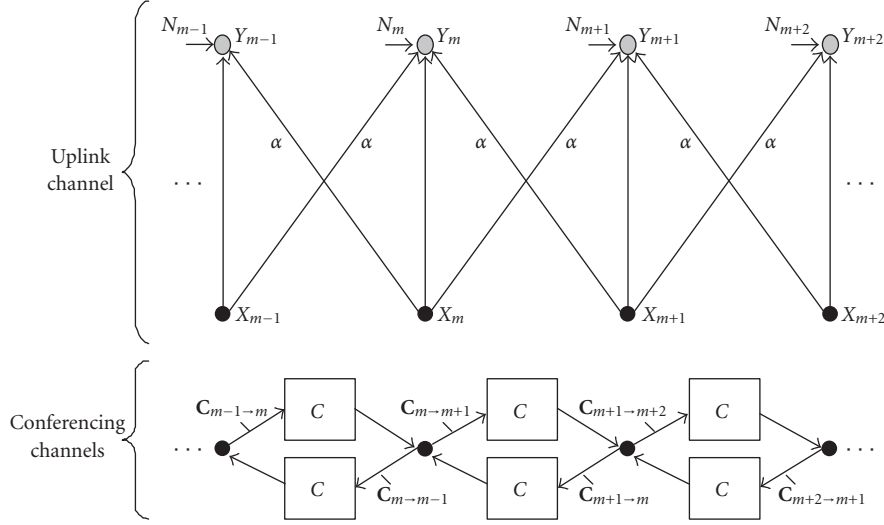 N_{m−1} Y_{m−1} N_m Y_m N_{m+1} Y_{m+1} N_{m+2} Y_{m+2}
α α α α α α
Uplink
channel
··· ···
X_{m−1} X_m X_{m+1} X_{m+2}
C_{m−1→m} C C_{m→m+1} C C_{m+1→m+2} C
Conferencing
channels
··· ···
C C_{m→m−1} C C_{m+1→m} C C_{m+2→m+1}